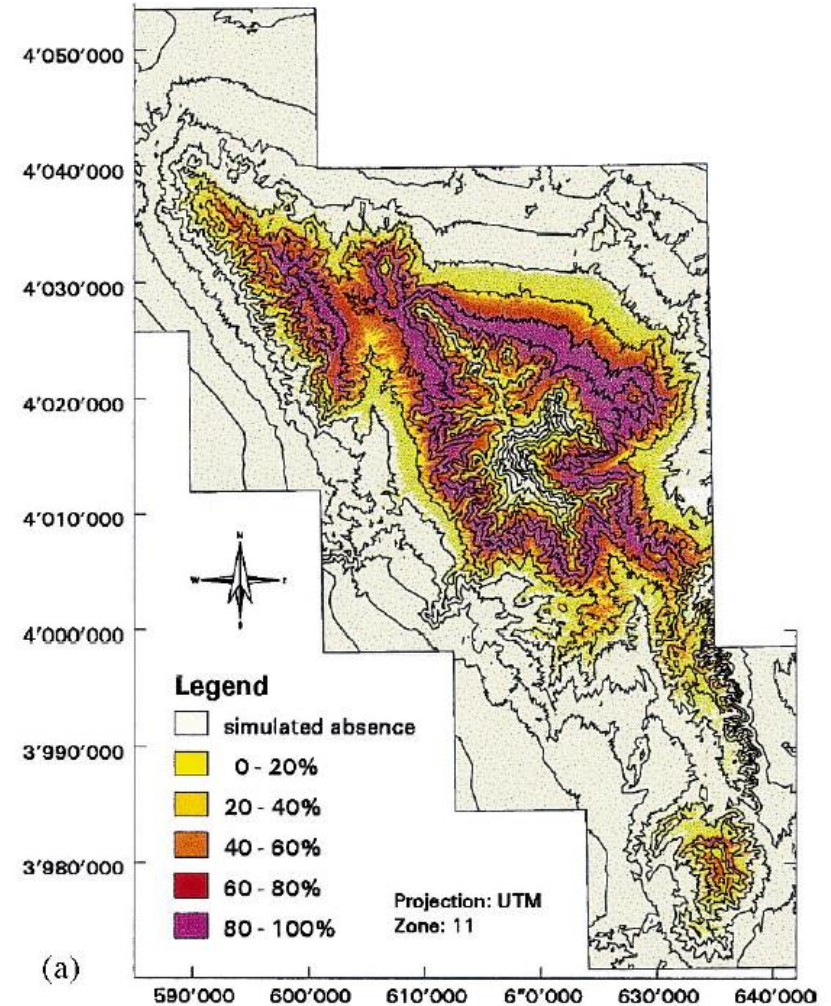 4'050'000
4'040'000
4'030'000
4'020'000
4'010'000
4'000'000
3'990'000
3'980'000
N
W
Legend
simulated absence
0 - 20%
20 - 40%
40 - 60%
60 - 80%
80 - 100%
Projection: UTM
Zone: 11
(a)
590'000 600'000 610'000 6"0'000 630'000 640'000